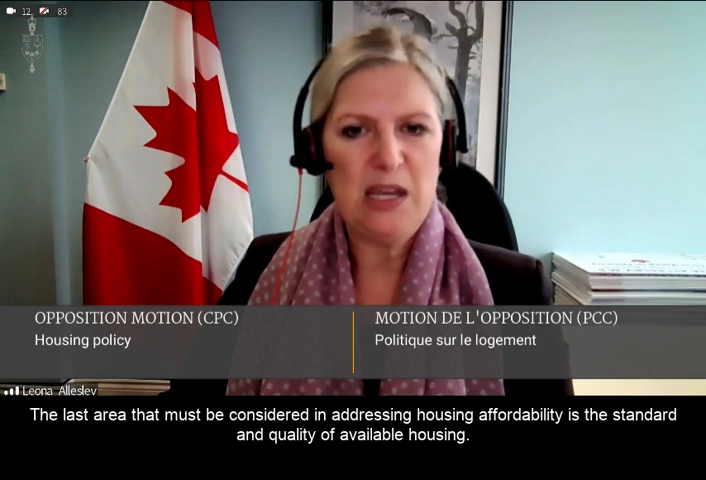 12 83
OPPOSITION MOTION (CPC)
Housing policy
MOTION DE L'OPPOSITION (PCC)
Politique sur le logement
Leona Alleslev
The last area that must be considered in addressing housing affordability is the standard
and quality of available housing.